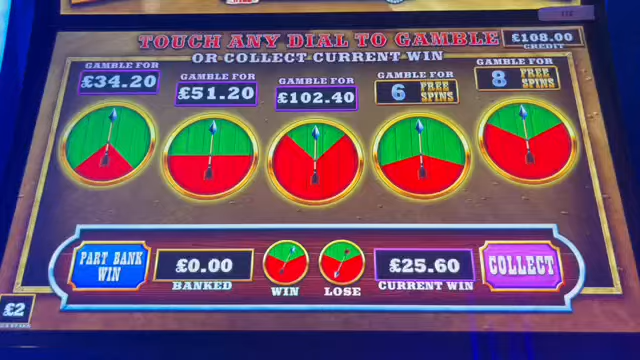 TOUCH ANY DIAL TO GAMBLE
OR COLLECT CURRENT WIN
£108.00
CREDIT
GAMBLE FOR
£34.20
GAMBLE FOR
£51.20
GAMBLE FOR
£102.40
GAMBLE FOR
6 FREE SPINS
GAMBLE FOR
8 FREE SPINS
PART BANK
WIN
£0.00
BANKED
WIN
LOSE
£25.60
CURRENT WIN
COLLECT
£2